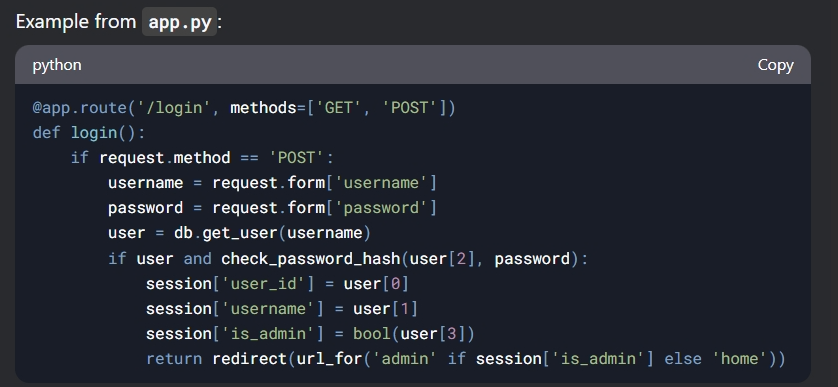 Example from app.py:
python
Copy
@app.route('/login', methods=['GET', 'POST'])
def login():
    if request.method == 'POST':
        username = request.form['username']
        password = request.form['password']
        user = db.get_user(username)
        if user and check_password_hash(user[2], password):
            session['user_id'] = user[0]
            session['username'] = user[1]
            session['is_admin'] = bool(user[3])
            return redirect(url_for('admin' if session['is_admin'] else 'home'))